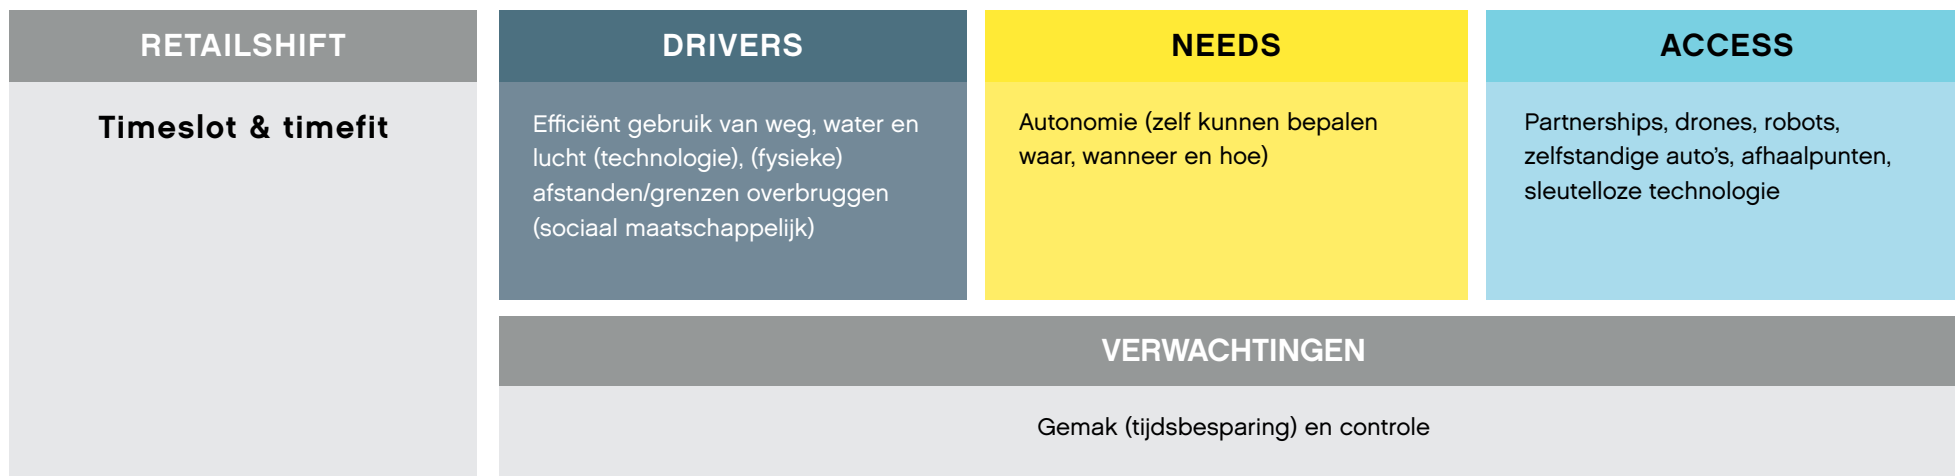 RETAILSHIFT
Timeslot & timefit
DRIVERS
Efficiënt gebruik van weg, water en
lucht (technologie), (fysieke)
afstanden/grenzen overbruggen
(sociaal maatschappelijk)
NEEDS
Autonomie (zelf kunnen bepalen
waar, wanneer en hoe)
ACCESS
Partnerships, drones, robots,
zelfstandige auto’s, afhaalpunten,
sleutelloze technologie
VERWACHTINGEN
Gemak (tijdsbesparing) en controle